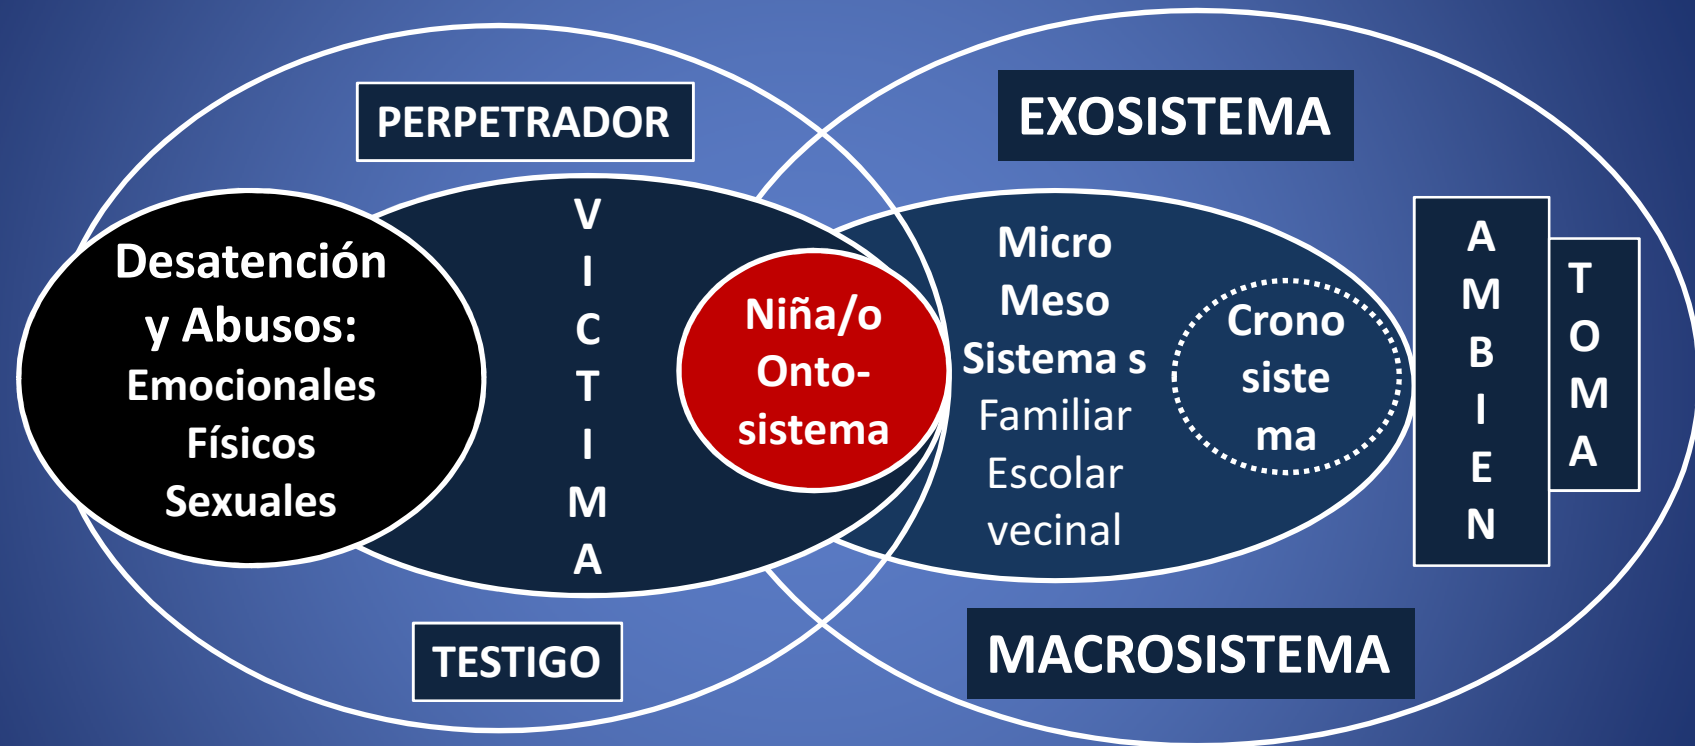 PERPETRADOR
EXOSISTEMA
Desatención
y Abusos:
Emocionales
Físicos
Sexuales
V
I
C
T
I
M
A
Niña/o
Onto-
sistema
Micro
Meso
Sistema s
Familiar
Escolar
vecinal
Crono
siste
ma
A
M
B
I
E
N
T
O
M
A
TESTIGO
MACROSISTEMA